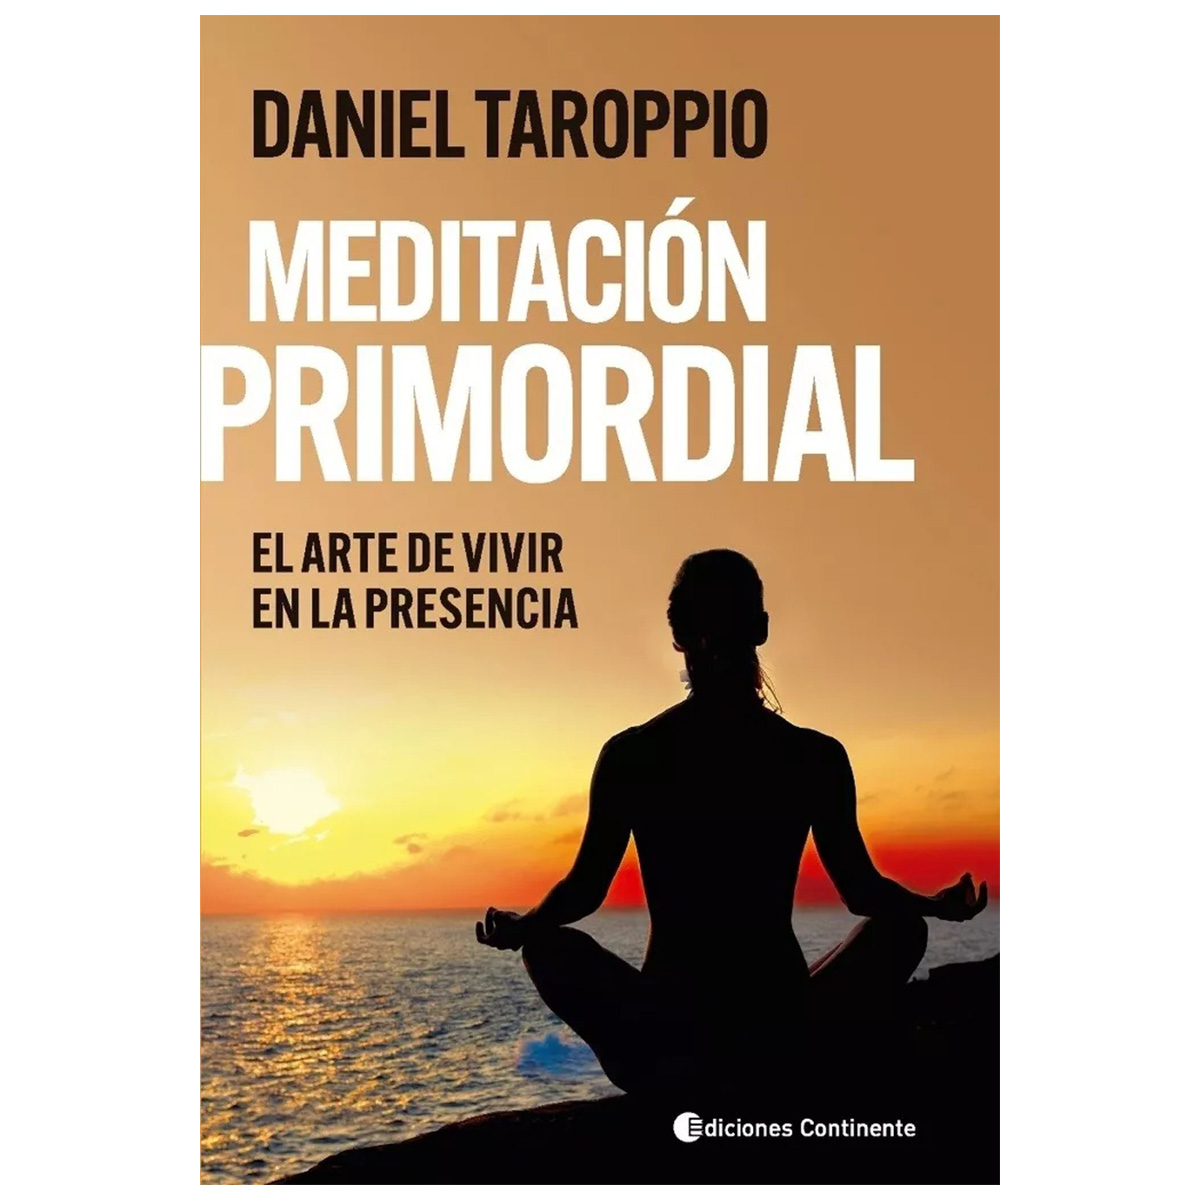 DANIEL TAROPPIO
MEDITACIÓN
PRIMORDIAL
EL ARTE DE VIVIR
EN LA PRESENCIA
Ediciones Continente